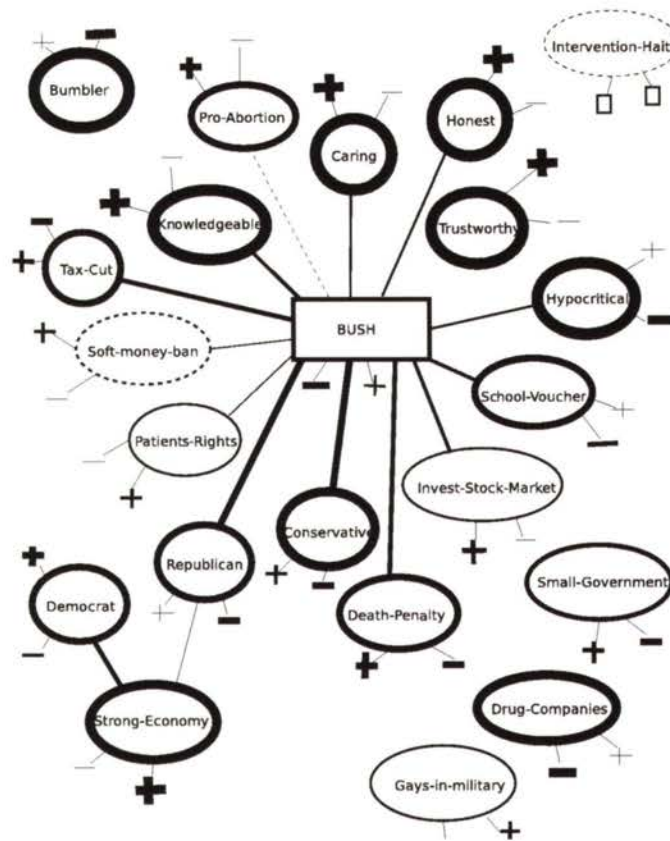 Intervention-Hait
Bumbler
Pro-Abortion
Honest
Caring
Knowledgeable
Trustworthy
Tax-Cut
Hypocritical
BUSH
Soft-money-ban
School-Voucher
Patients-Rights
Invest-Stock-Market
Conservative
Republican
Small-Government
Democrat
Death-Penalty
Drug-Companies
Strong-Economy
Gays-in-military